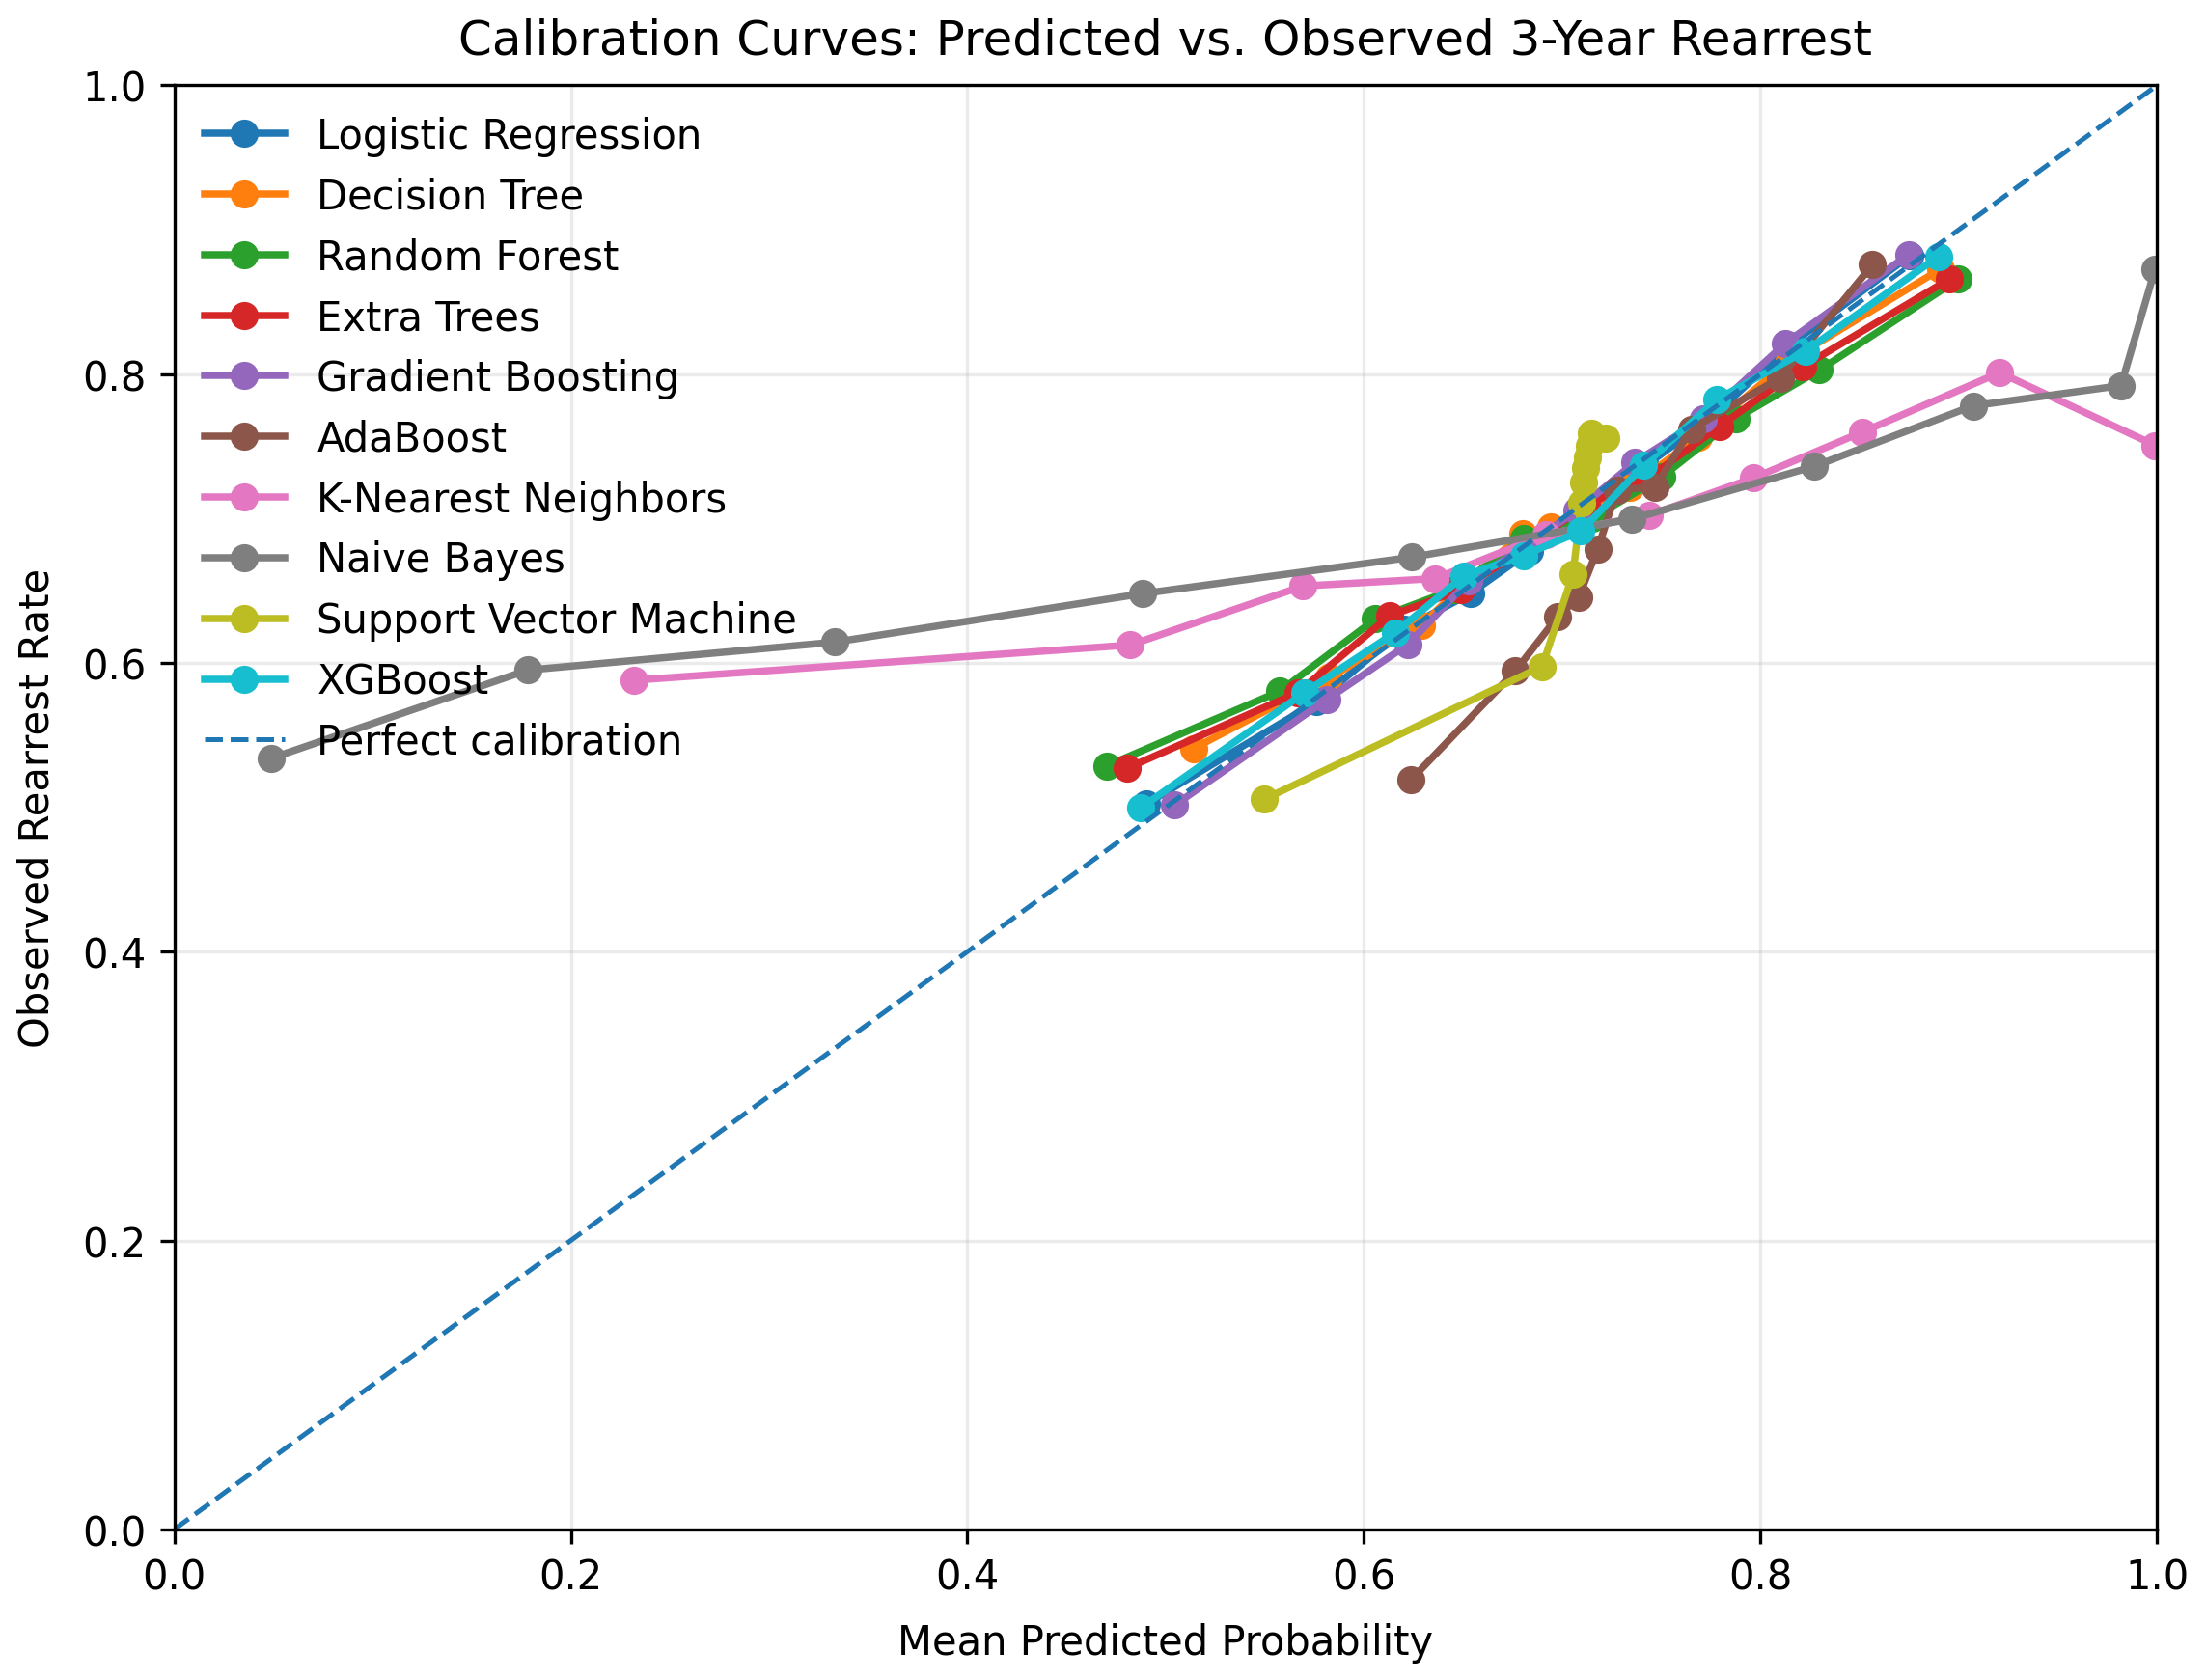 Calibration Curves: Predicted vs. Observed 3-Year Rearrest
1.0
0.8
0.6
0.4
0.2
0.0
Observed Rearrest Rate
Logistic Regression
Decision Tree
Random Forest
Extra Trees
Gradient Boosting
AdaBoost
K-Nearest Neighbors
Naive Bayes
Support Vector Machine
XGBoost
Perfect calibration
0.0 0.2 0.4 0.6 0.8 1.0
Mean Predicted Probability